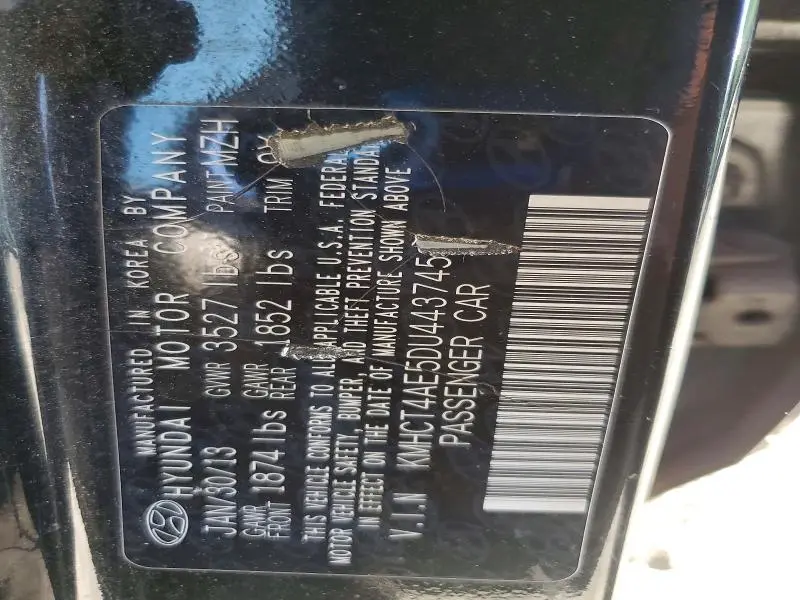 MANUFACTURED IN KOREA BY
HYUNDAI MOTOR COMPANY
JAN/30/13 GVWR 3527 lbs PAINT MZH
GAWR FRONT 1874 lbs GAWR REAR 1852 lbs TRIM
THIS VEHICLE CONFORMS TO ALL APPLICABLE U.S.A. FEDERAL
MOTOR VEHICLE SAFETY, BUMPER, AND THEFT PREVENTION STANDARDS
IN EFFECT ON THE DATE OF MANUFACTURE SHOWN ABOVE
V.I.N KMHCT4AE5DU443745
PASSENGER CAR